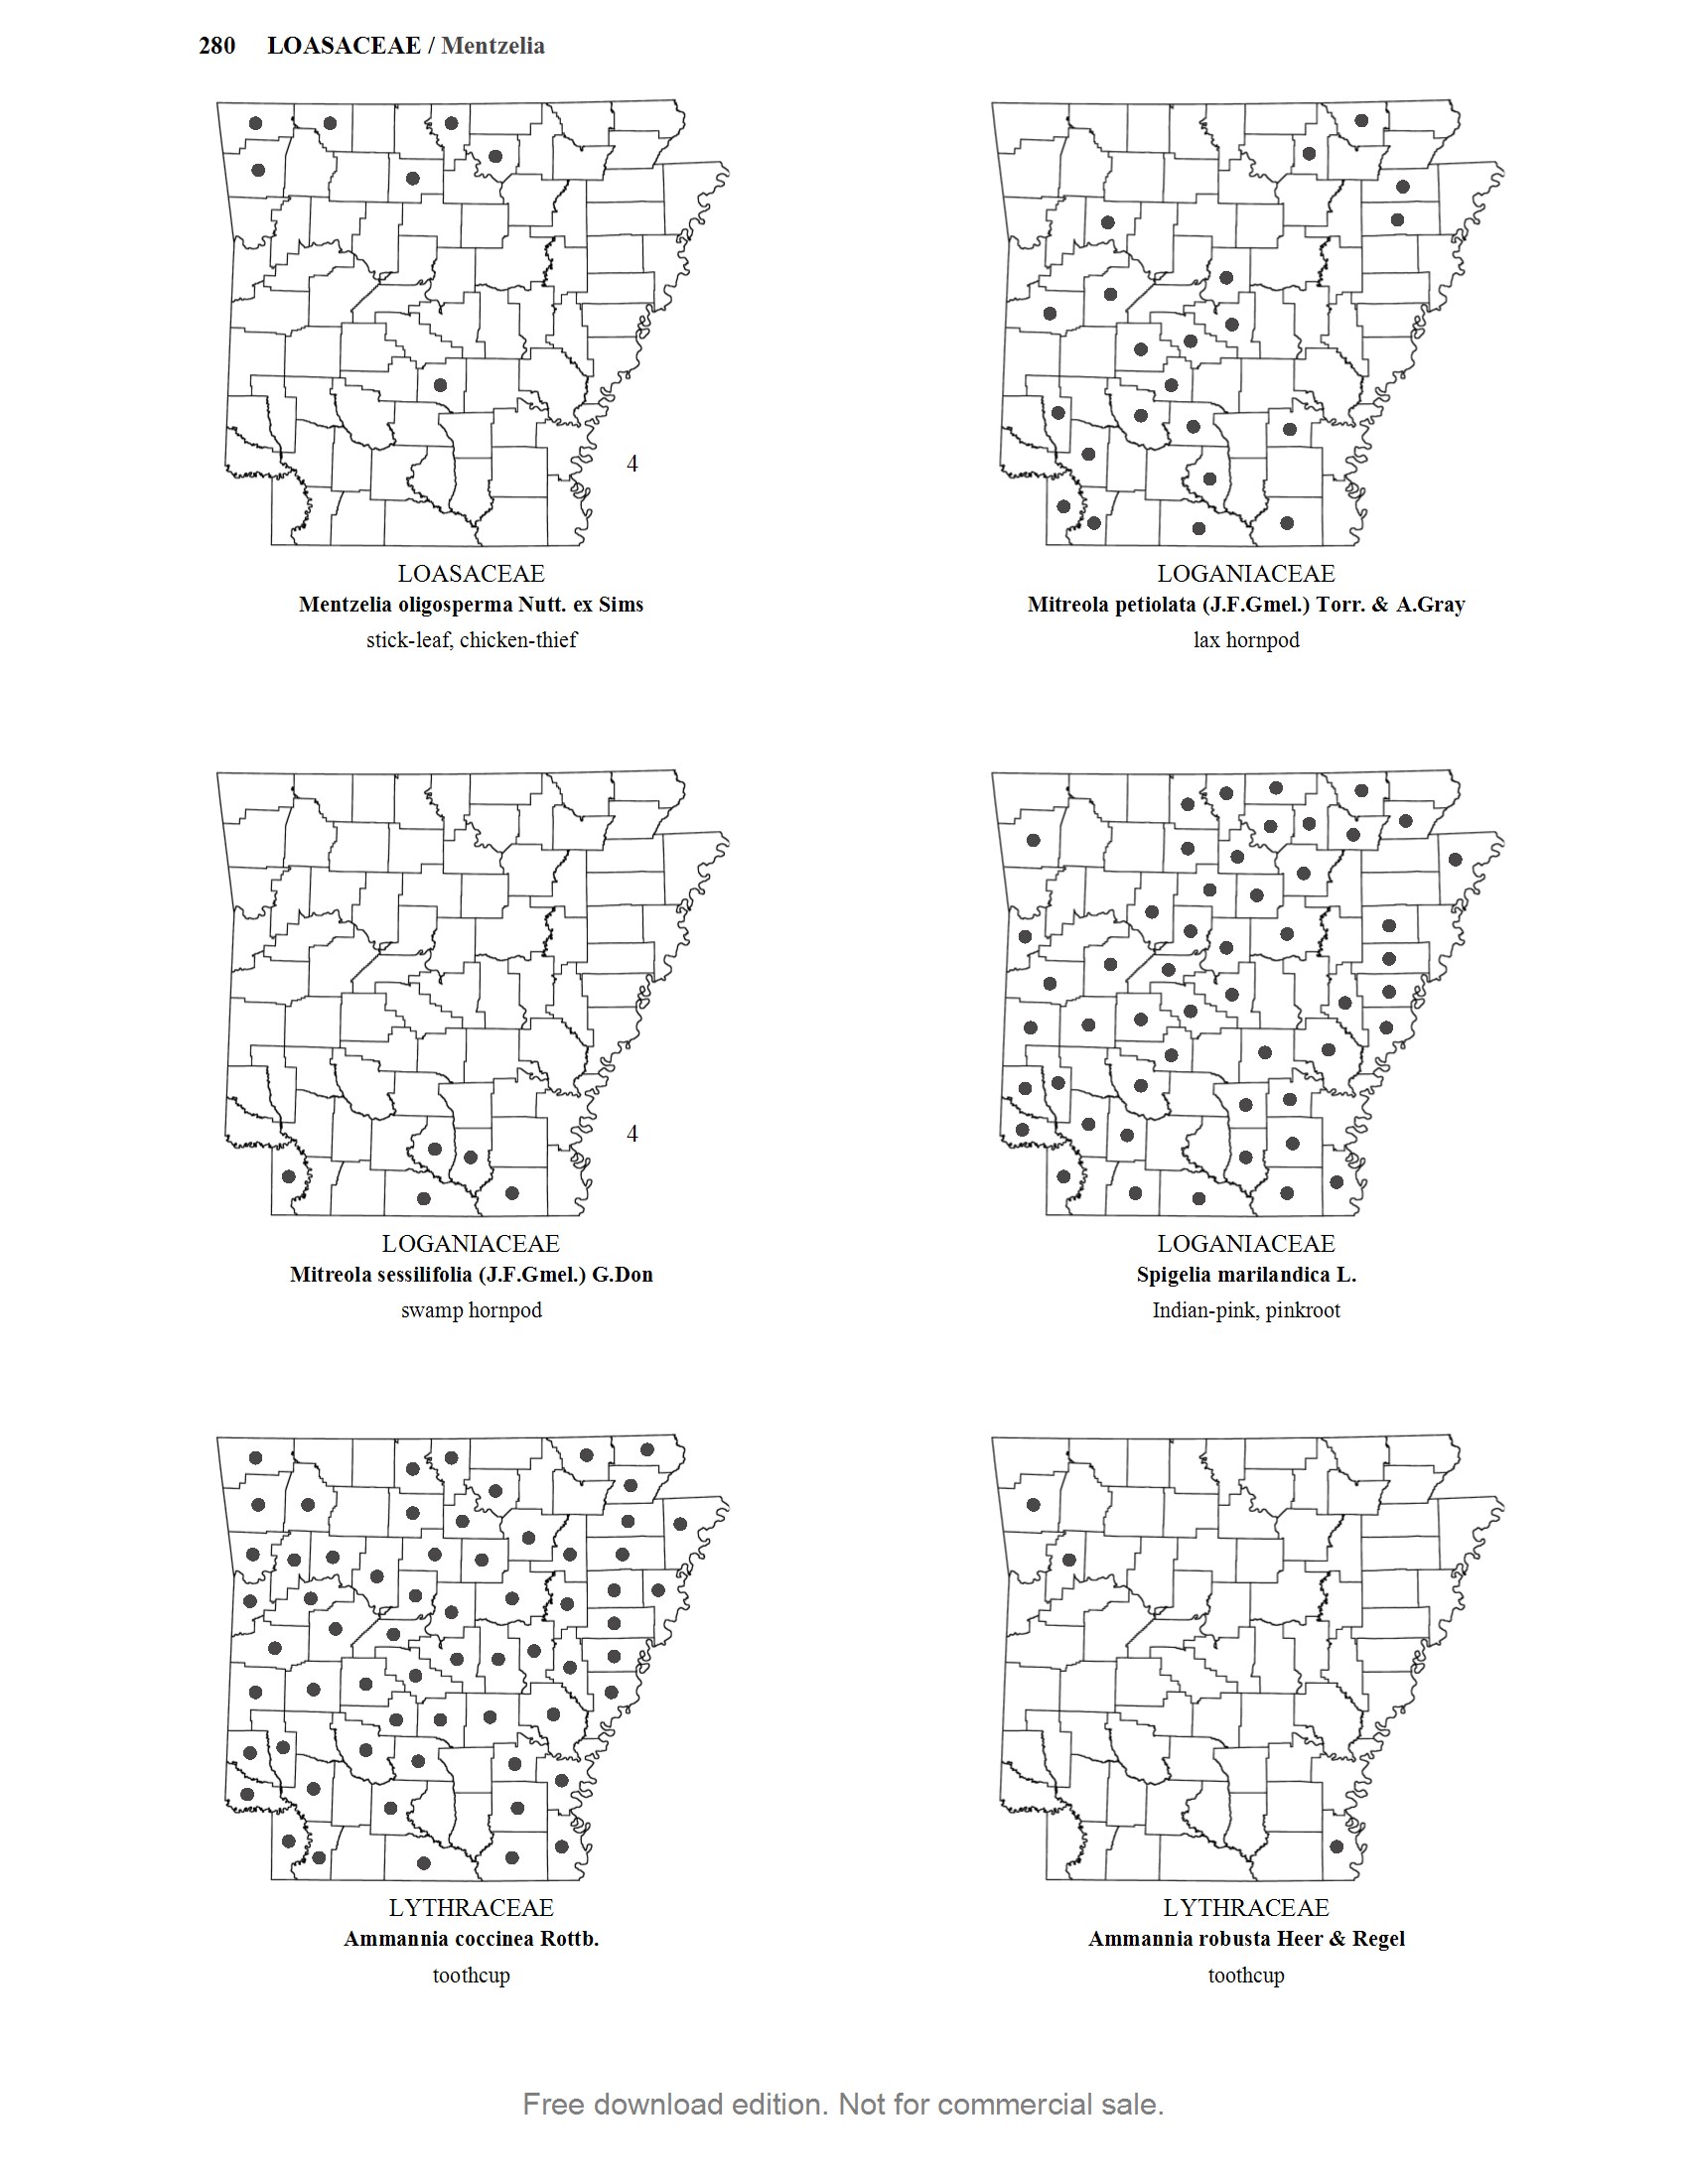 280 LOASACEAE / Mentzelia
4
LOASACEAE
Mentzelia oligosperma Nutt. ex Sims
stick-leaf, chicken-thief
LOGANIACEAE
Mitreola petiolata (J.F.Gmel.) Torr. & A.Gray
lax hornpod
4
LOGANIACEAE
Mitreola sessilifolia (J.F.Gmel.) G.Don
swamp hornpod
LOGANIACEAE
Spigelia marilandica L.
Indian-pink, pinkroot
LYTHRACEAE
Ammannia coccinea Rottb.
toothcup
LYTHRACEAE
Ammannia robusta Heer & Regel
toothcup
Free download edition. Not for commercial sale.